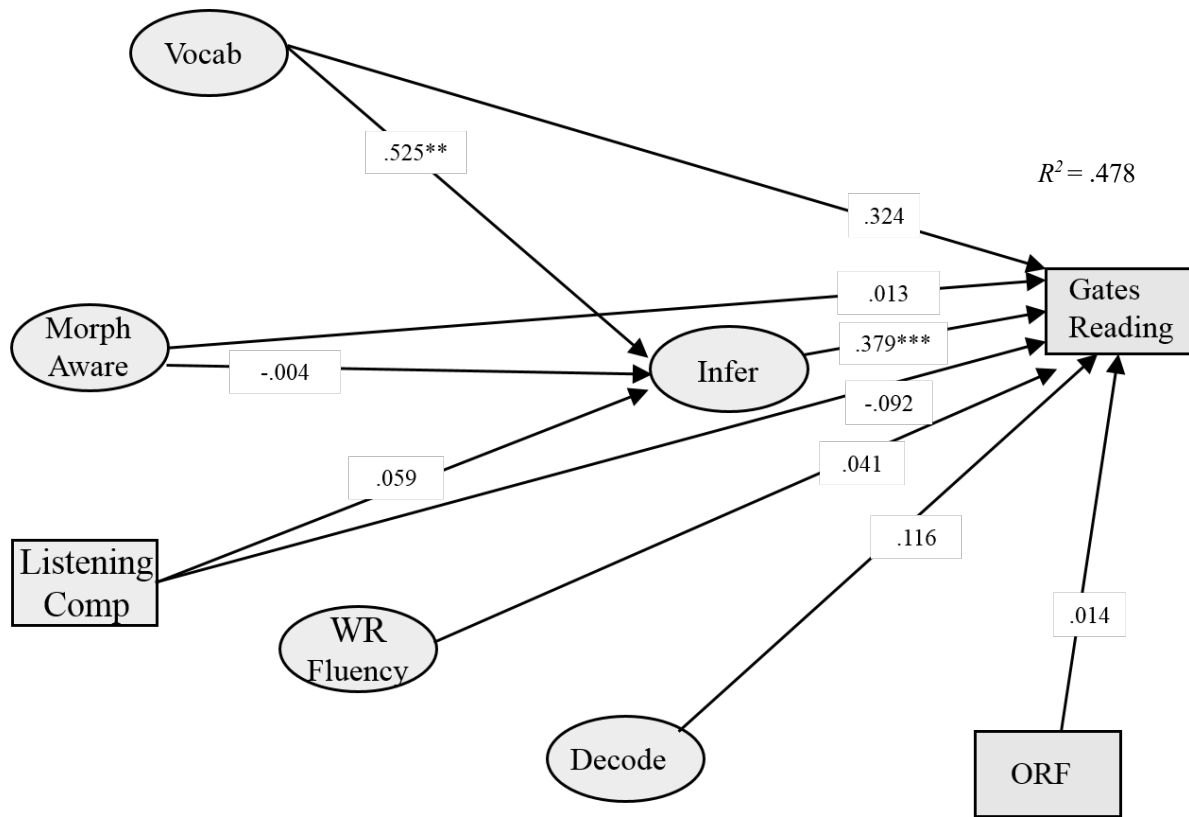 Vocab
.525**
R² = .478
.324
.013
Gates
Reading
Morph
Aware
-.004
Infer
.379***
-.092
.041
.059
.116
Listening
Comp
WR
Fluency
.014
Decode
ORF